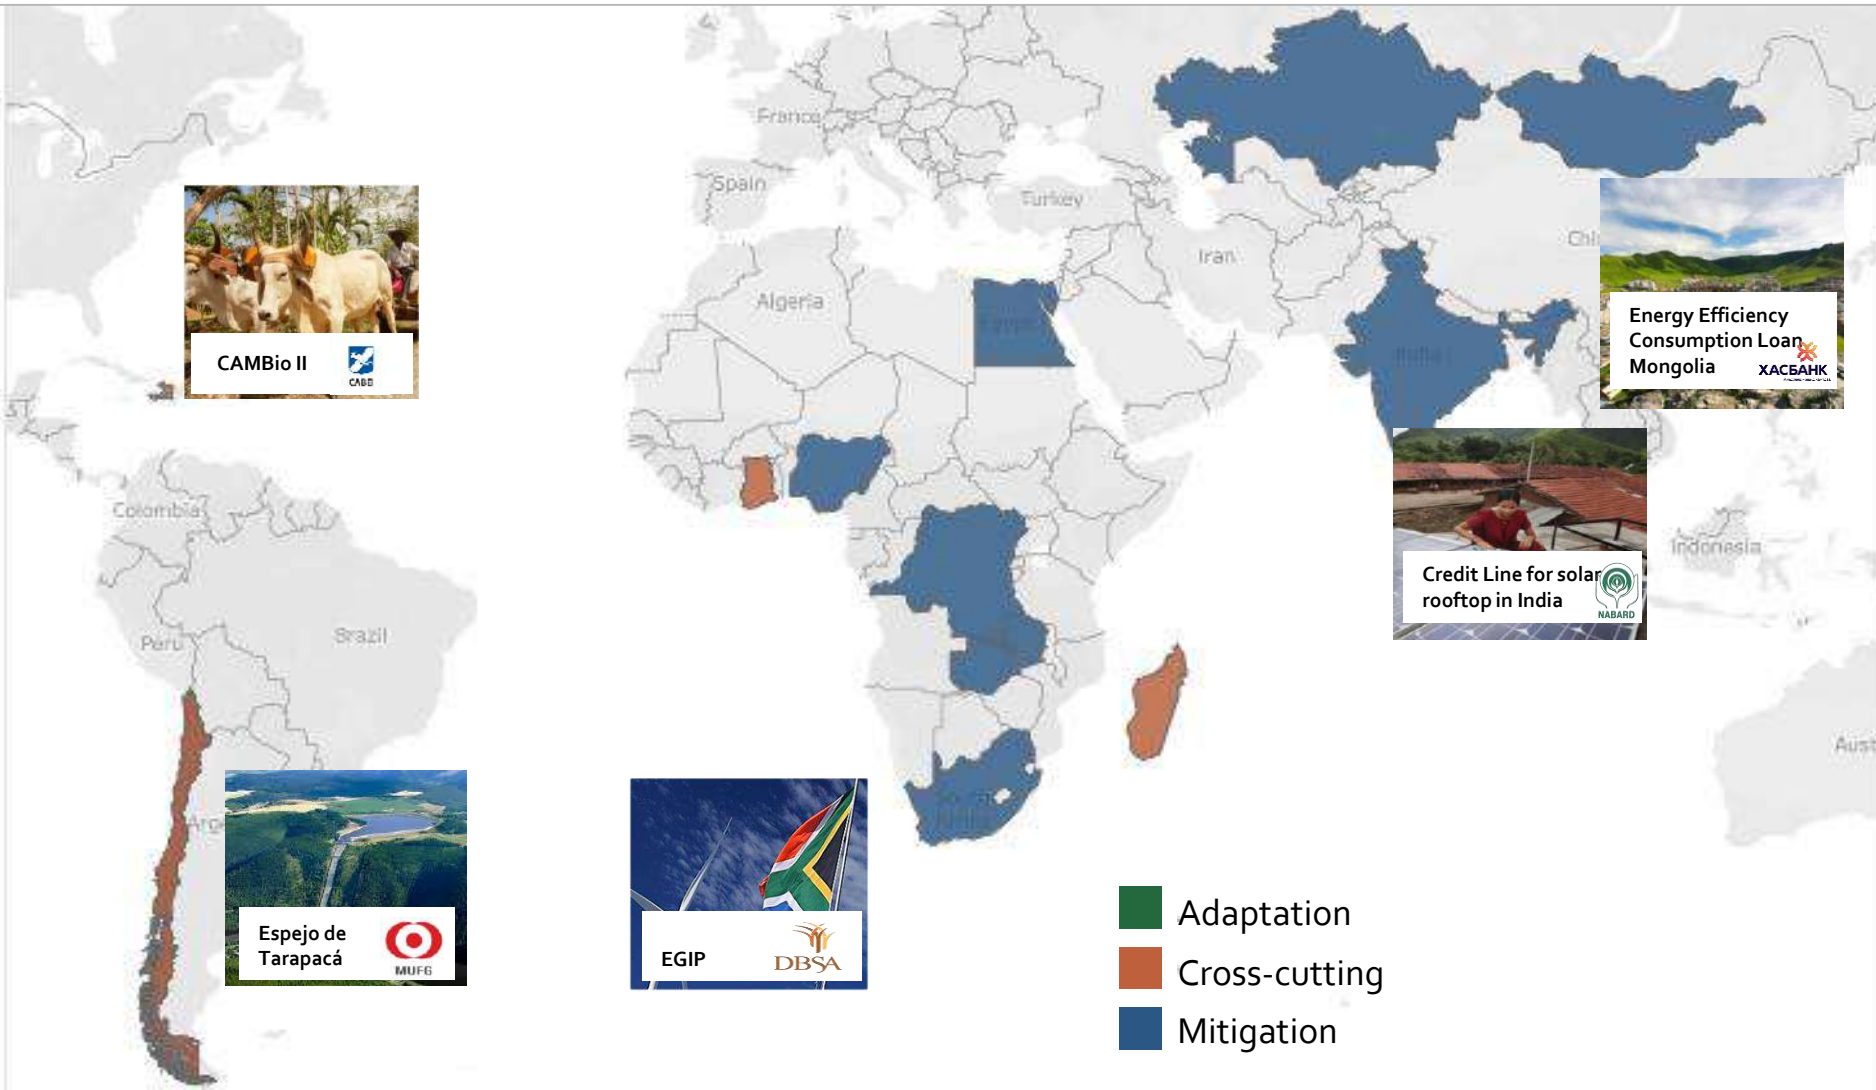 France
Spain
Turkey
Iran
Algeria
Egypt
India
Colombia
Peru
Brazil
Indonesia
CAMBio II
CABEI
Energy Efficiency
Consumption Loan
Mongolia
ХАСБАНК
Credit Line for solar
rooftop in India
NABARD
Espejo de
Tarapacá
MUFG
EGIP
DBSA
Adaptation
Cross-cutting
Mitigation